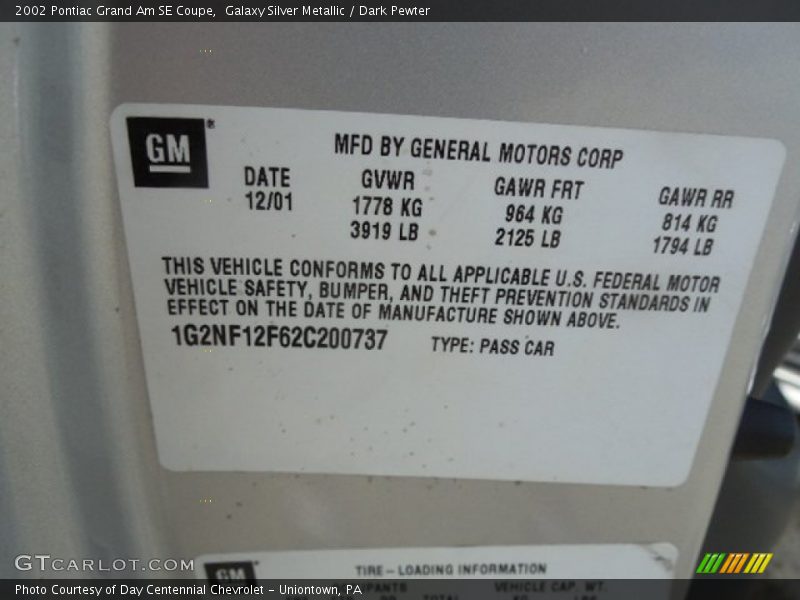 2002 Pontiac Grand Am SE Coupe, Galaxy Silver Metallic / Dark Pewter
GM®
MFD BY GENERAL MOTORS CORP
DATE GVWR GAWR FRT GAWR RR
12/01 1778 KG 964 KG 814 KG
3919 LB 2125 LB 1794 LB
THIS VEHICLE CONFORMS TO ALL APPLICABLE U.S. FEDERAL MOTOR
VEHICLE SAFETY, BUMPER, AND THEFT PREVENTION STANDARDS IN
EFFECT ON THE DATE OF MANUFACTURE SHOWN ABOVE.
1G2NF12F62C200737 TYPE: PASS CAR
GM TIRE-LOADING INFORMATION
VEHICLE CAP. WT.
GTCARLOT.COM
Photo Courtesy of Day Centennial Chevrolet - Uniontown, PA